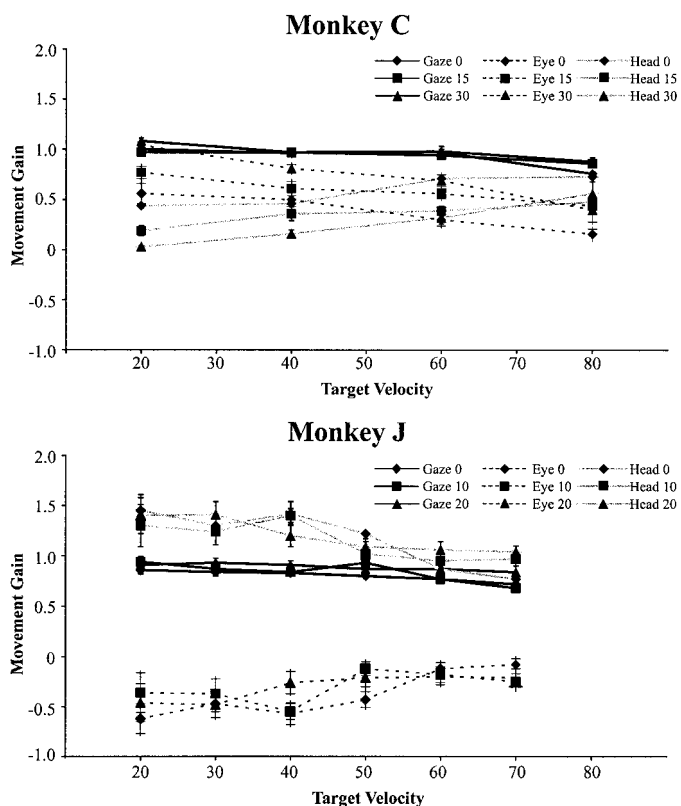 Monkey C
Gaze 0 Eye 0 Head 0
Gaze 15 Eye 15 Head 15
Gaze 30 Eye 30 Head 30
Movement Gain
2.0
1.5
1.0
0.5
0
-0.5
-1.0
20 30 40 50 60 70 80
Target Velocity
Monkey J
Gaze 0 Eye 0 Head 0
Gaze 10 Eye 10 Head 10
Gaze 20 Eye 20 Head 20
Movement Gain
2.0
1.5
1.0
0.5
0
-0.5
-1.0
20 30 40 50 60 70 80
Target Velocity